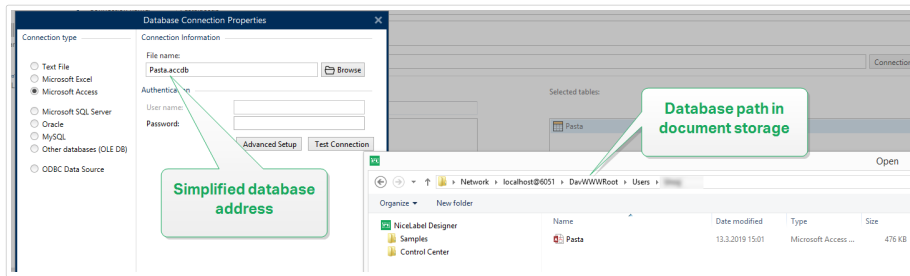 Database Connection Properties
Connection type
Connection Information
File name:
Pasta.accdb
Browse
Text File
Microsoft Excel
Microsoft Access
Microsoft SQL Server
Oracle
MySQL
Other databases (OLE DB)
ODBC Data Source
User name:
Password:
Advanced Setup
Test Connection
Simplified database
address
Connection
Selected tables:
Pasta
Database path in
document storage
Open
Network
localhost@6051
DavWWWRoot
Users
Organize
New folder
NiceLabel Designer
Samples
Control Center
Name
Date modified
Type
Size
Pasta
13.3.2019 15:01
Microsoft Access ...
476 KB